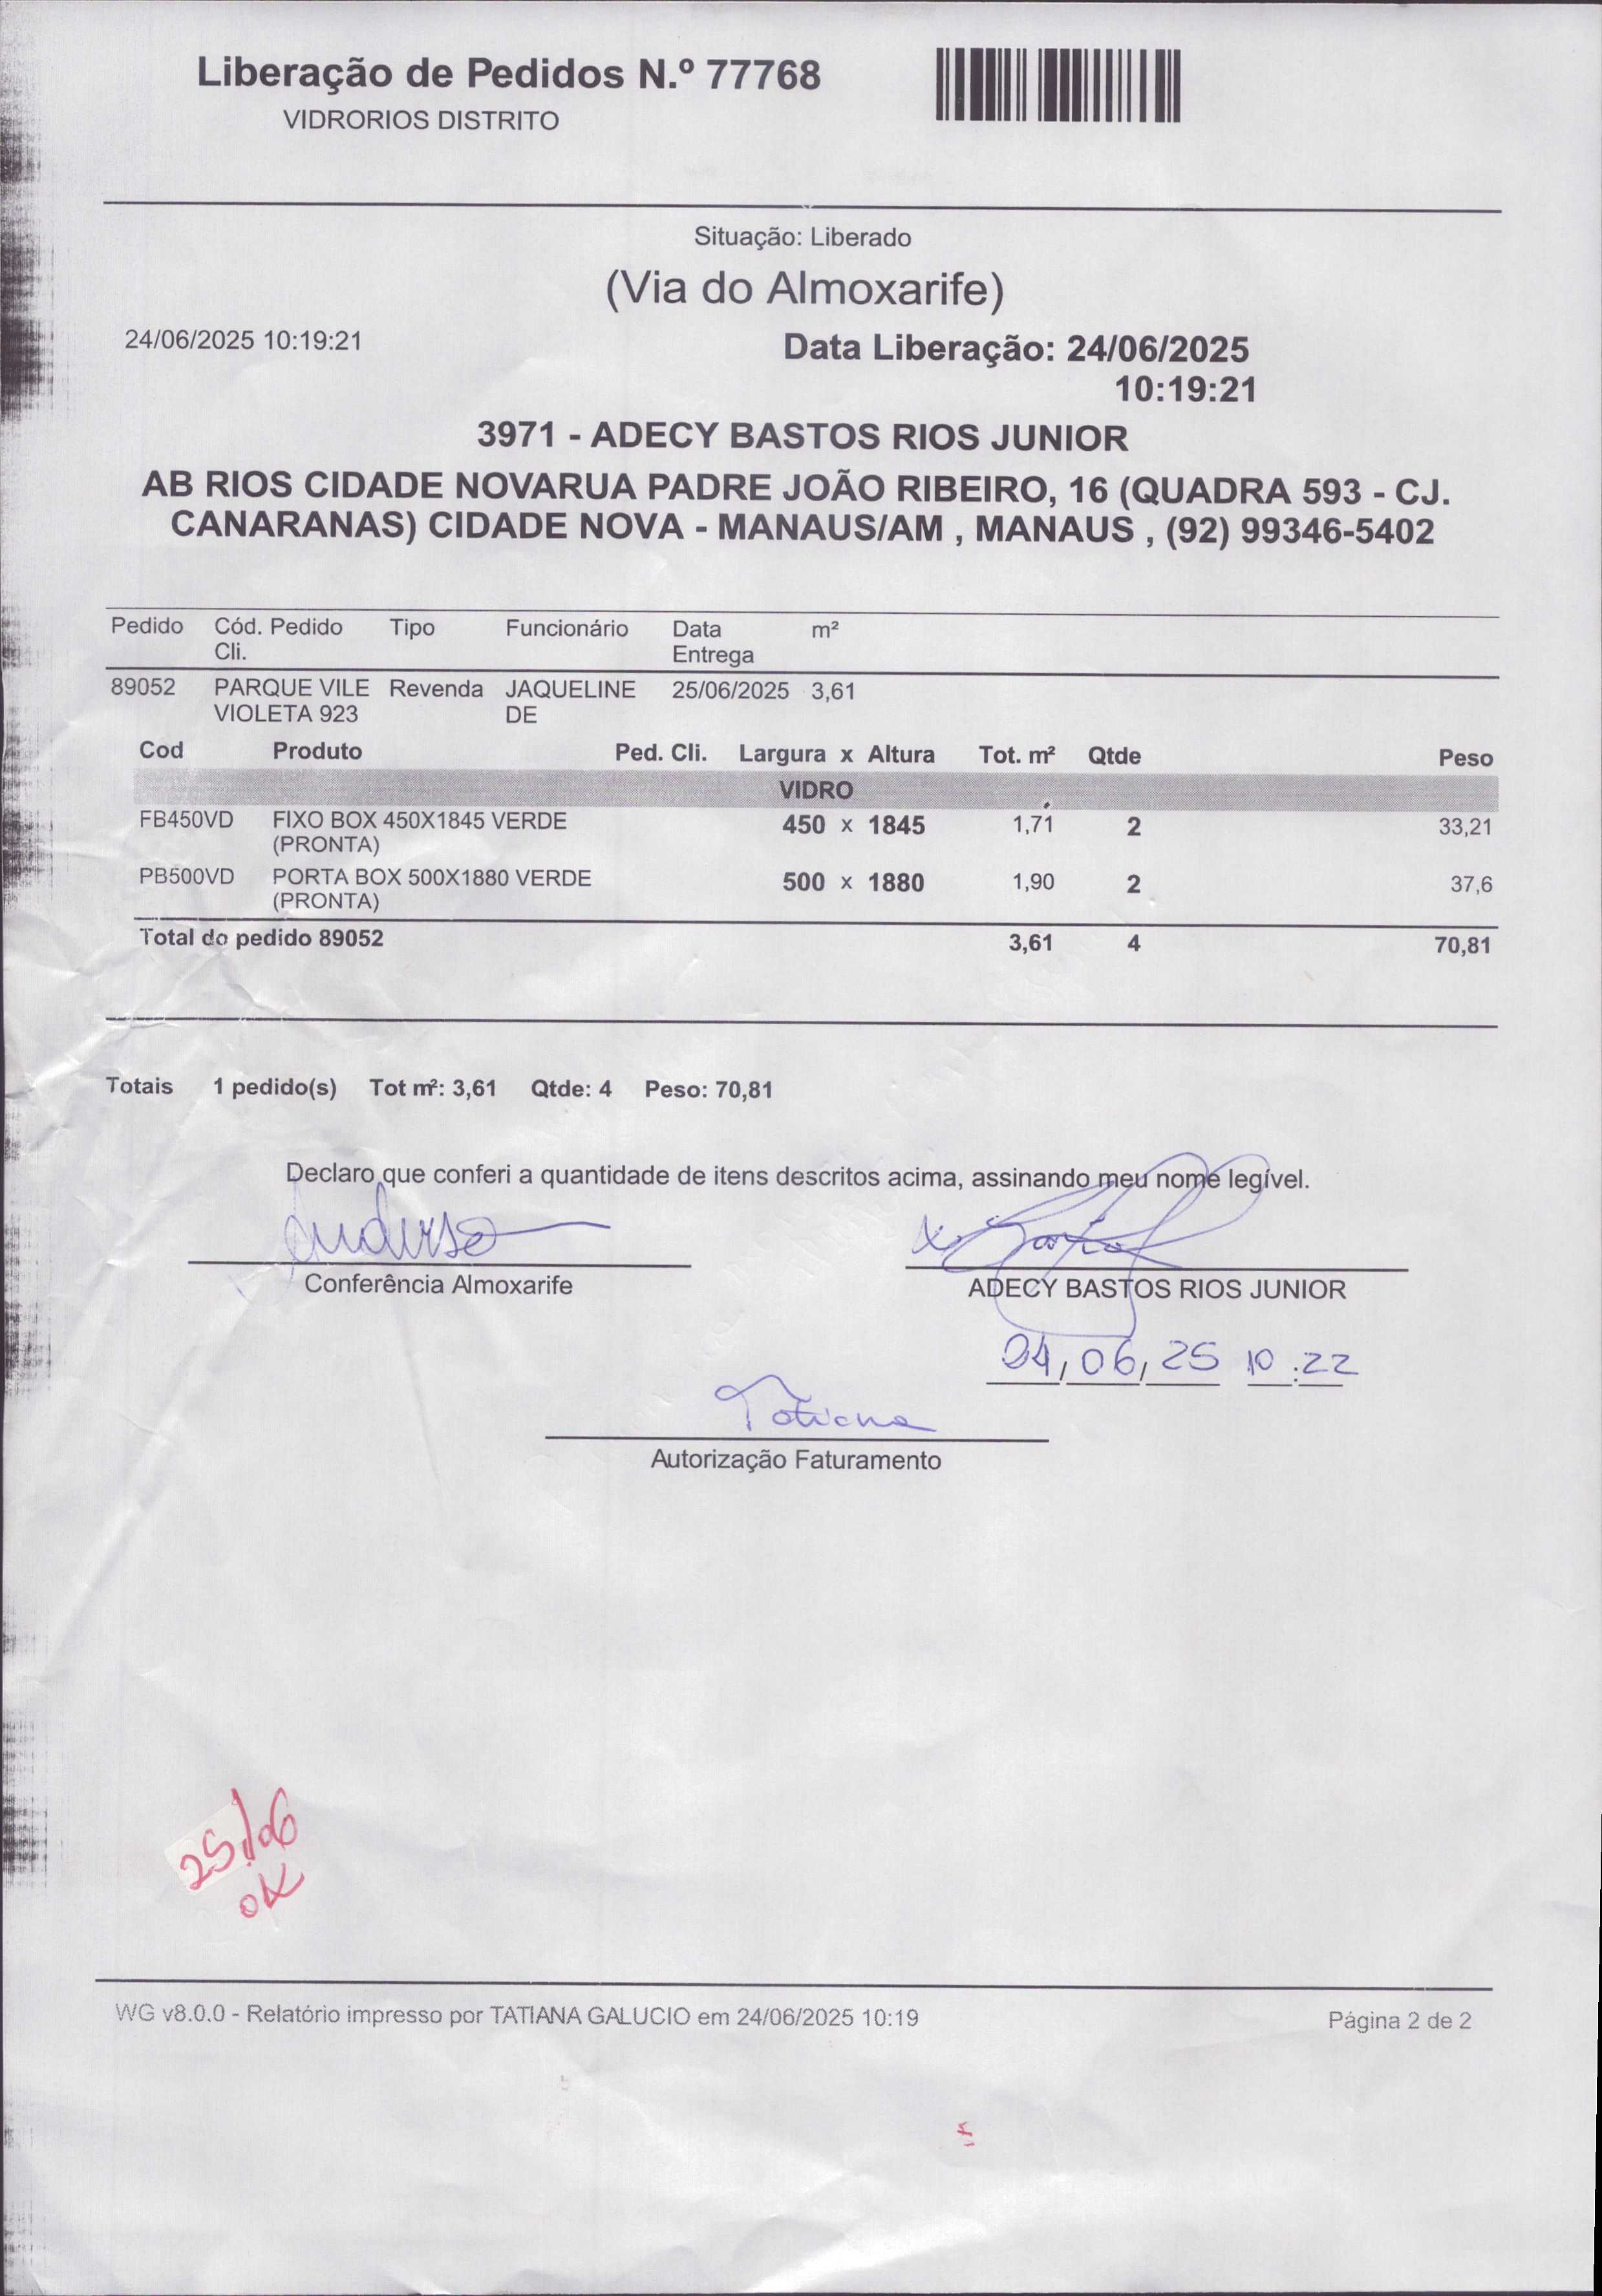 Liberação de Pedidos N.º 77768
VIDRORIOS DISTRITO
Situação: Liberado
(Via do Almoxarife)
24/06/2025 10:19:21
Data Liberação: 24/06/2025
10:19:21
3971 - ADECY BASTOS RIOS JUNIOR
AB RIOS CIDADE NOVARUA PADRE JOÃO RIBEIRO, 16 (QUADRA 593 - CJ.
CANARANAS) CIDADE NOVA - MANAUS/AM , MANAUS , (92) 99346-5402
Pedido Cód. Pedido Cli. Tipo Funcionário Data Entrega m²
89052 PARQUE VILE VIOLETA 923 Revenda JAQUELINE DE 25/06/2025 3,61
Cod Produto Ped. Cli. Largura x Altura Tot. m² Qtde Peso
VIDRO
FB450VD FIXO BOX 450X1845 VERDE (PRONTA) 450 x 1845 1,71 2 33,21
PB500VD PORTA BOX 500X1880 VERDE (PRONTA) 500 x 1880 1,90 2 37,6
Total do pedido 89052 3,61 4 70,81
Totais 1 pedido(s) Tot m²: 3,61 Qtde: 4 Peso: 70,81
Declaro que conferi a quantidade de itens descritos acima, assinando meu nome legível.
Conferência Almoxarife
ADECY BASTOS RIOS JUNIOR
24/06/25 10:22
Tatiana
Autorização Faturamento
25/06
OK
WG v8.0.0 - Relatório impresso por TATIANA GALUCIO em 24/06/2025 10:19
Página 2 de 2